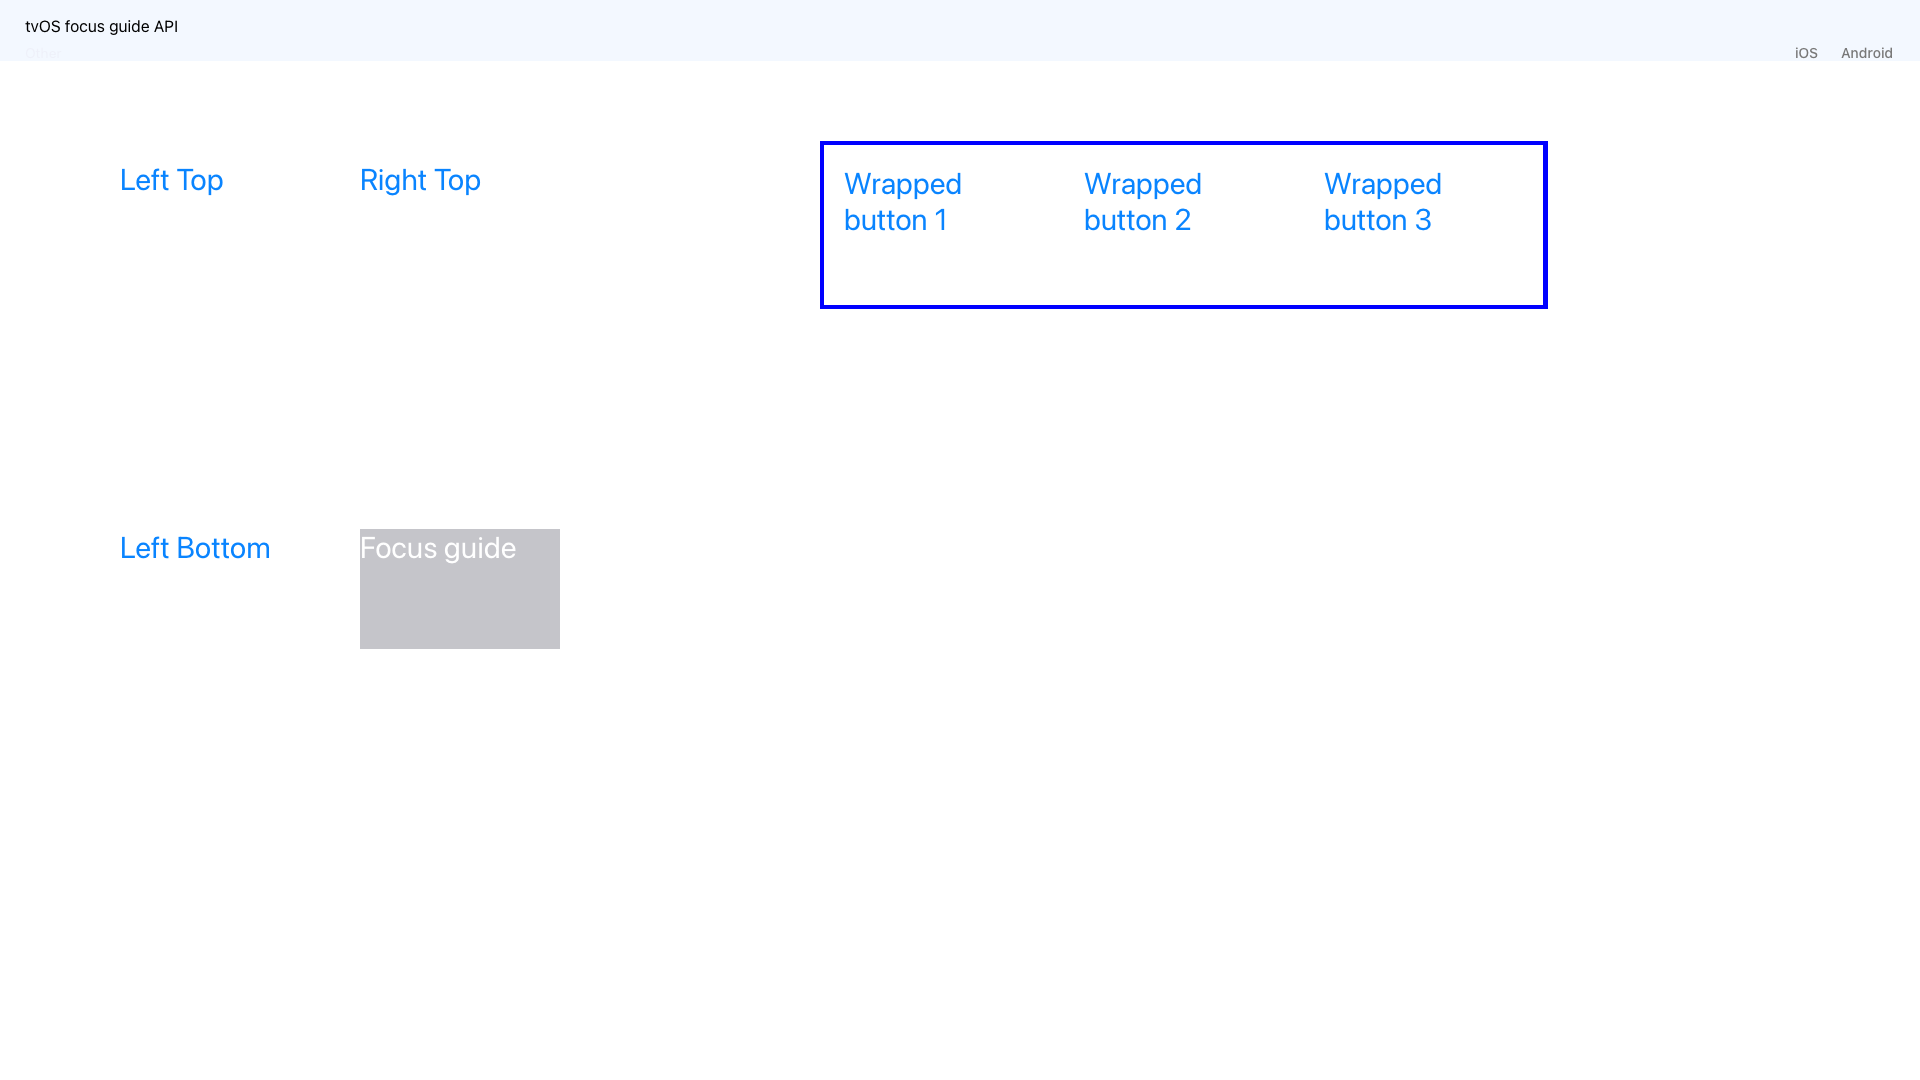 tvOS focus guide API
Other
iOS Android
Left Top
Right Top
Wrapped
button 1
Wrapped
button 2
Wrapped
button 3
Left Bottom
Focus guide